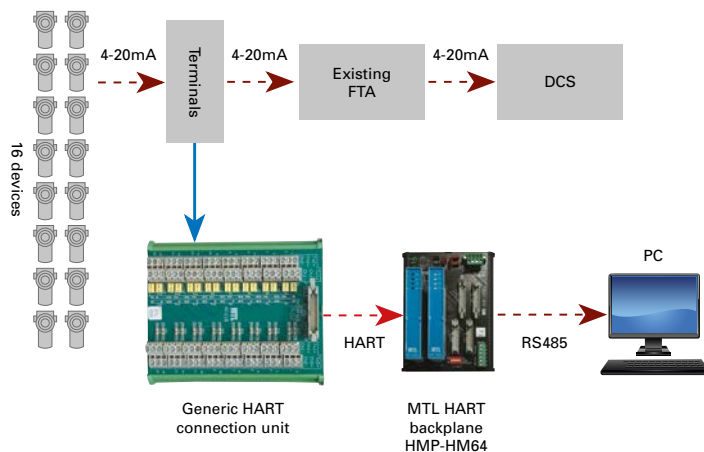 4-20mA
4-20mA
4-20mA
Terminals
Existing
FTA
DCS
16 devices
PC
HART
RS485
Generic HART
connection unit
MTL HART
backplane
HMP-HM64